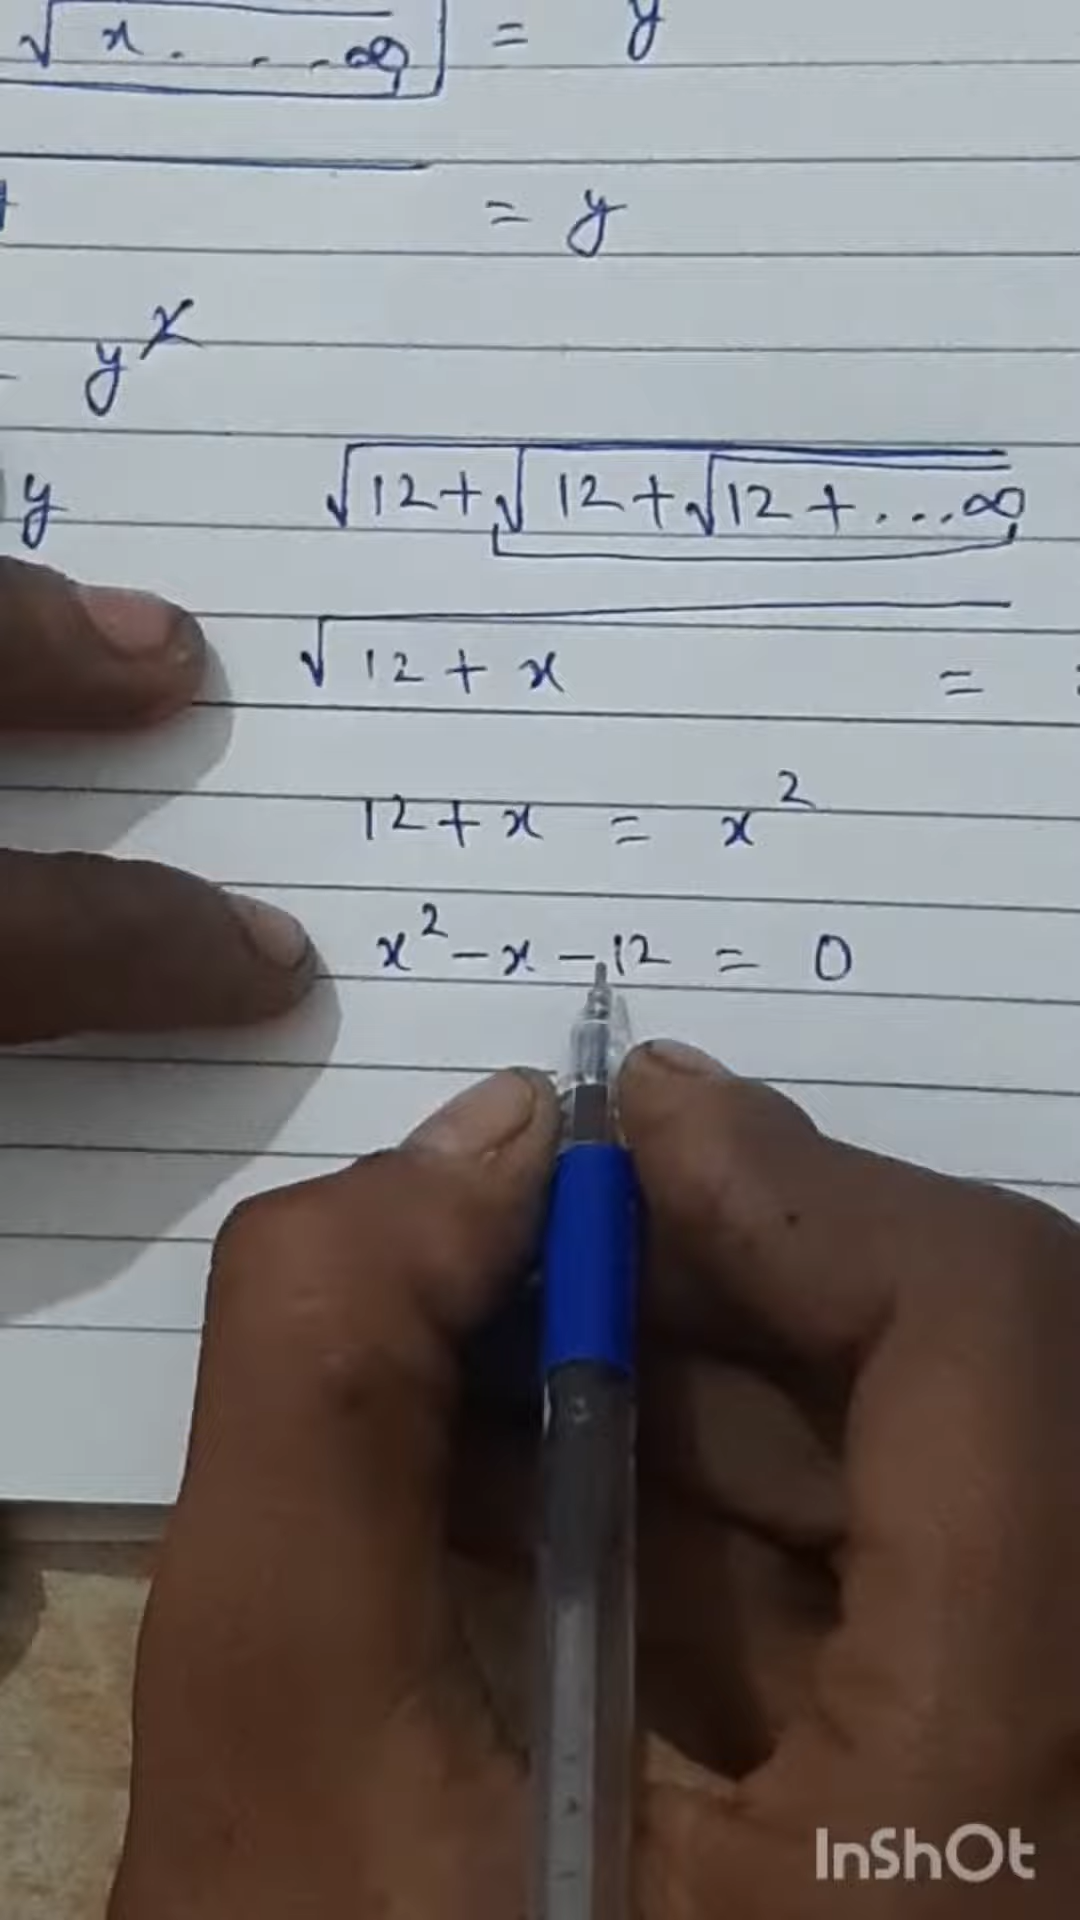 √x. . . .∞ = y
= y
y^x
y √12+√12+√12+....∞
√12 + x =
12 + x = x²
x² - x - 12 = 0
InShOt